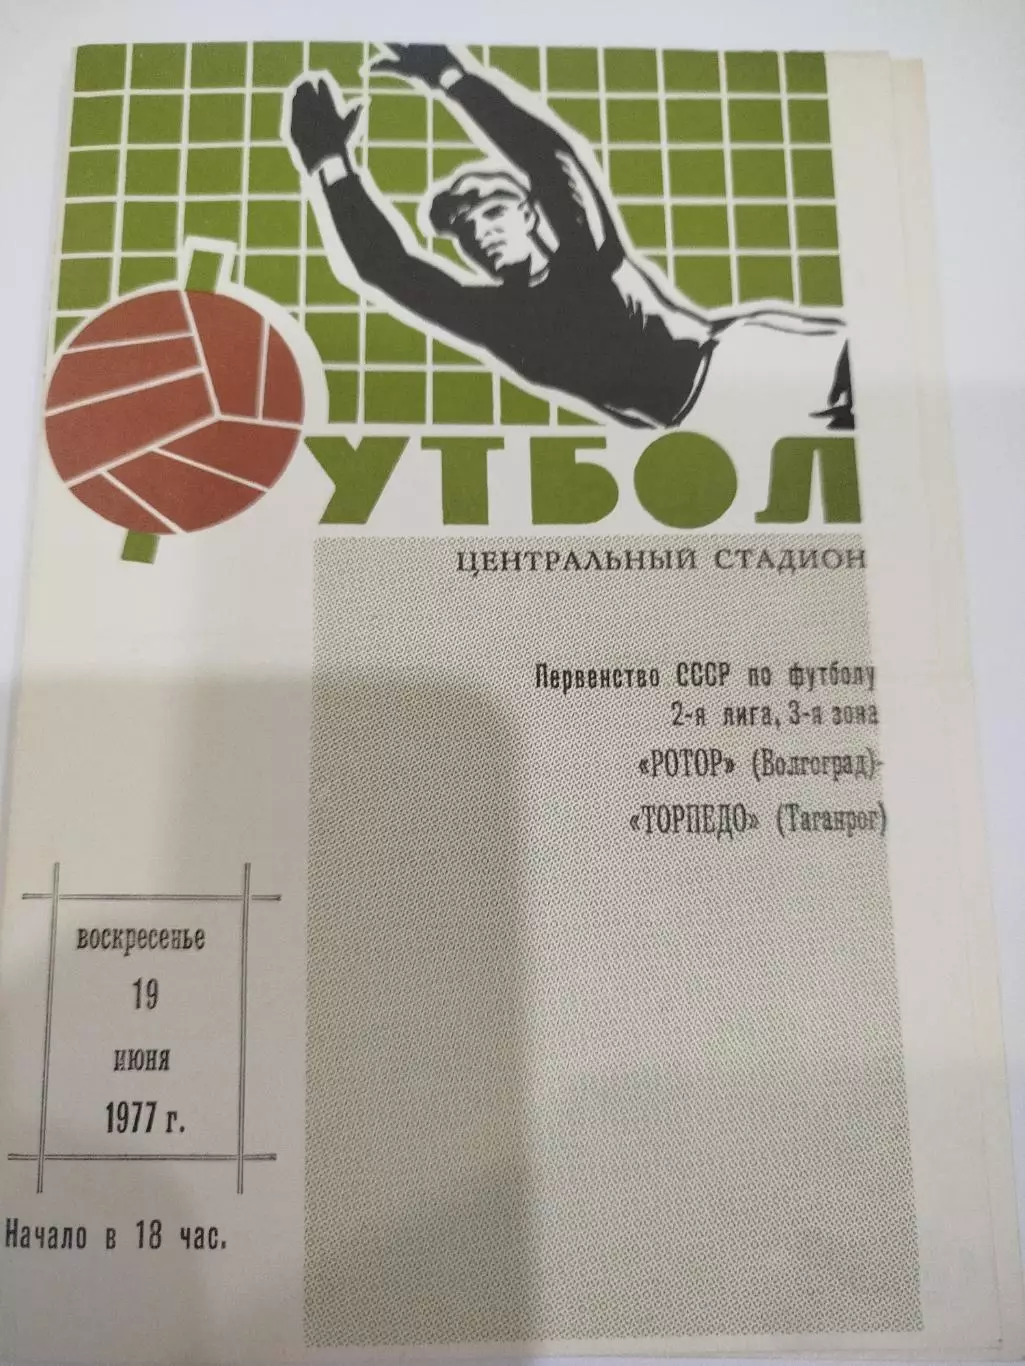 ФУТБОЛ
ЦЕНТРАЛЬНЫЙ СТАДИОН
Первенство СССР по футболу
2-я лига, 3-я зона
«РОТОР» (Волгоград)-
«ТОРПЕДО» (Таганрог)
воскресенье
19
июня
1977 г.
Начало в 18 час.